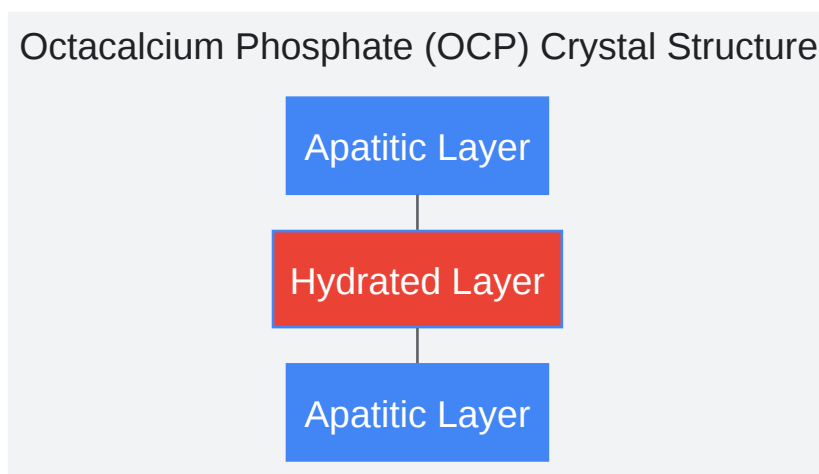 Octacalcium Phosphate (OCP) Crystal Structure
Apatitic Layer
Hydrated Layer
Apatitic Layer